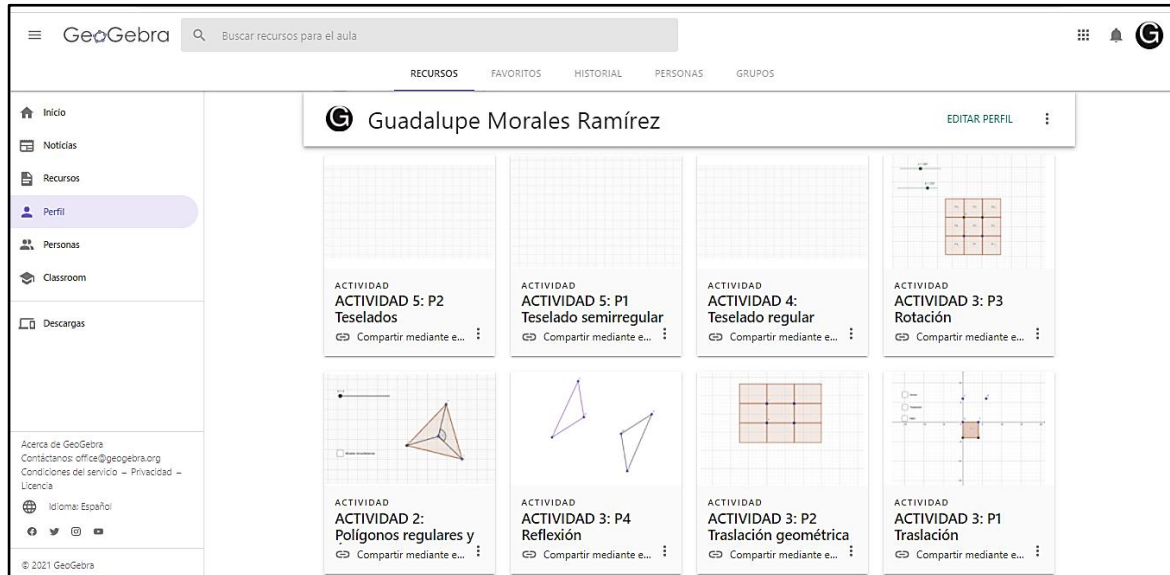 GeoGebra
Buscar recursos para el aula
G
RECURSOS FAVORITOS HISTORIAL PERSONAS GRUPOS
Inicio
Noticias
Recursos
Perfil
Personas
Classroom
Descargas
Acerca de GeoGebra
Contáctanos: office@geogebra.org
Condiciones del servicio – Privacidad –
Licencia
Idioma: Español
© 2021 GeoGebra
G Guadalupe Morales Ramírez
EDITAR PERFIL
ACTIVIDAD
ACTIVIDAD 5: P2
Teselados
Compartir mediante e...
ACTIVIDAD
ACTIVIDAD 5: P1
Teselado semirregular
Compartir mediante e...
ACTIVIDAD
ACTIVIDAD 4:
Teselado regular
Compartir mediante e...
ACTIVIDAD
ACTIVIDAD 3: P3
Rotación
Compartir mediante e...
ACTIVIDAD
ACTIVIDAD 2:
Polígonos regulares y
Compartir mediante e...
ACTIVIDAD
ACTIVIDAD 3: P4
Reflexión
Compartir mediante e...
ACTIVIDAD
ACTIVIDAD 3: P2
Traslación geométrica
Compartir mediante e...
ACTIVIDAD
ACTIVIDAD 3: P1
Traslación
Compartir mediante e...